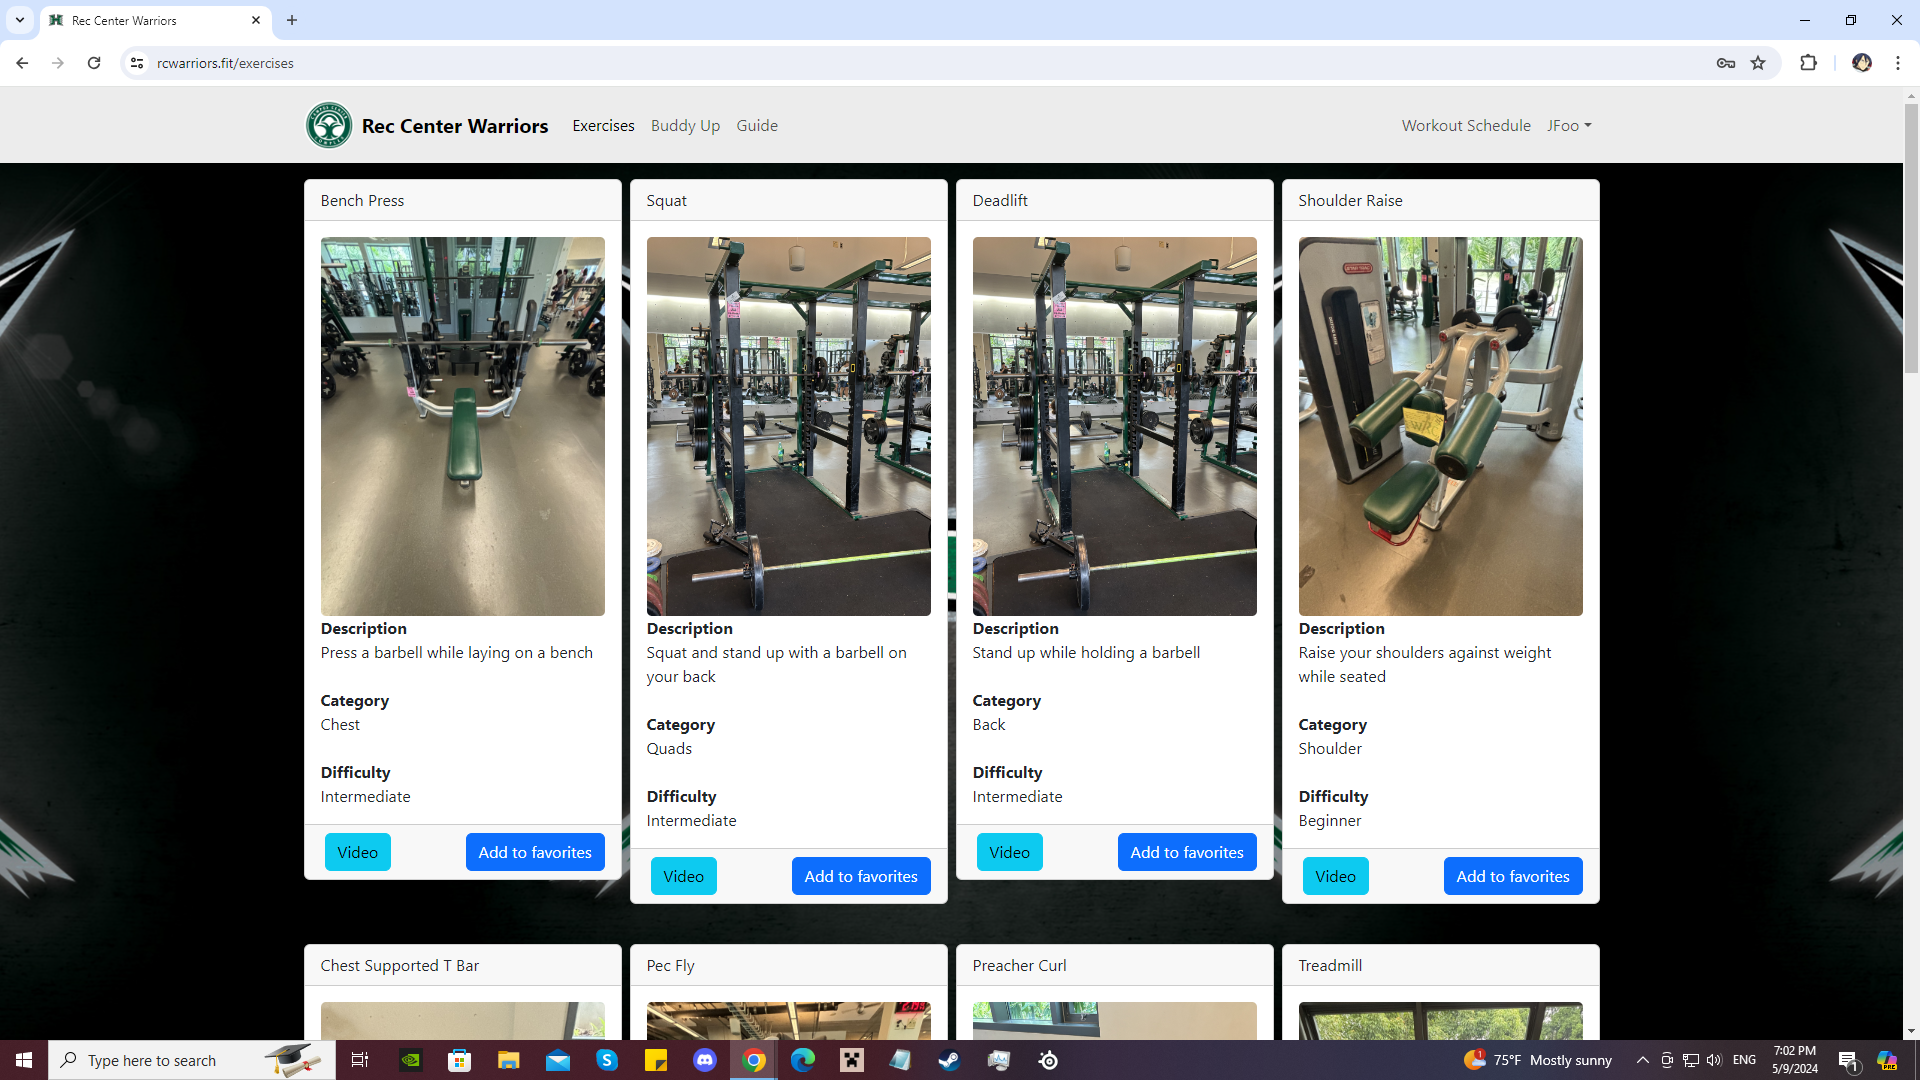 Rec Center Warriors
rcwarriors.fit/exercises
Rec Center Warriors
Exercises
Buddy Up
Guide
Workout Schedule
JFoo
Bench Press
Squat
Deadlift
Shoulder Raise
Description
Press a barbell while laying on a bench
Category
Chest
Difficulty
Intermediate
Video
Add to favorites
Description
Squat and stand up with a barbell on
your back
Category
Quads
Difficulty
Intermediate
Video
Add to favorites
Description
Stand up while holding a barbell
Category
Back
Difficulty
Intermediate
Video
Add to favorites
Description
Raise your shoulders against weight
while seated
Category
Shoulder
Difficulty
Beginner
Video
Add to favorites
Chest Supported T Bar
Pec Fly
Preacher Curl
Treadmill
Type here to search
75°F Mostly sunny
ENG
7:02 PM
5/9/2024